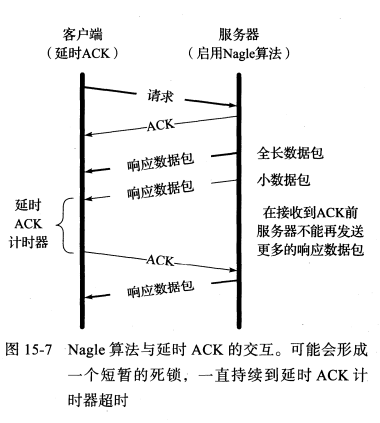 客户端
（延时ACK）
服务器
（启用Nagle算法）
请求
ACK
响应数据包
全长数据包
响应数据包
小数据包
延时
ACK
计时器
在接收到ACK前
服务器不能再发送
更多的响应数据包
ACK
响应数据包
图 15-7 Nagle 算法与延时 ACK 的交互。可能会形成
一个短暂的死锁，一直持续到延时 ACK 计
时器超时